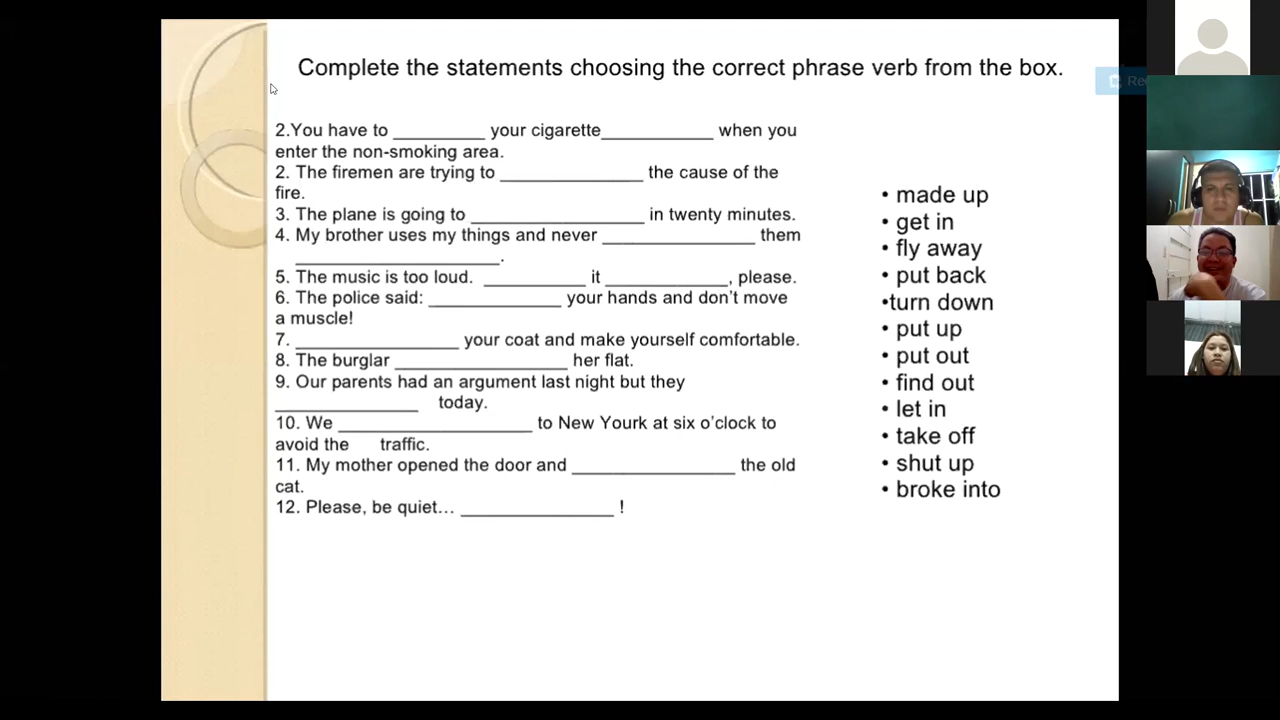 Complete the statements choosing the correct phrase verb from the box.
2.You have to _________ your cigarette___________ when you
enter the non-smoking area.
2. The firemen are trying to ______________ the cause of the
fire.
3. The plane is going to _________________ in twenty minutes.
4. My brother uses my things and never _______________ them
____________________.
5. The music is too loud. __________ it ____________, please.
6. The police said: _____________ your hands and don't move
a muscle!
7. ________________ your coat and make yourself comfortable.
8. The burglar _________________ her flat.
9. Our parents had an argument last night but they
______________ today.
10. We ___________________ to New Yourk at six o'clock to
avoid the traffic.
11. My mother opened the door and ________________ the old
cat.
12. Please, be quiet… _______________ !
• made up
• get in
• fly away
• put back
•turn down
• put up
• put out
• find out
• let in
• take off
• shut up
• broke into